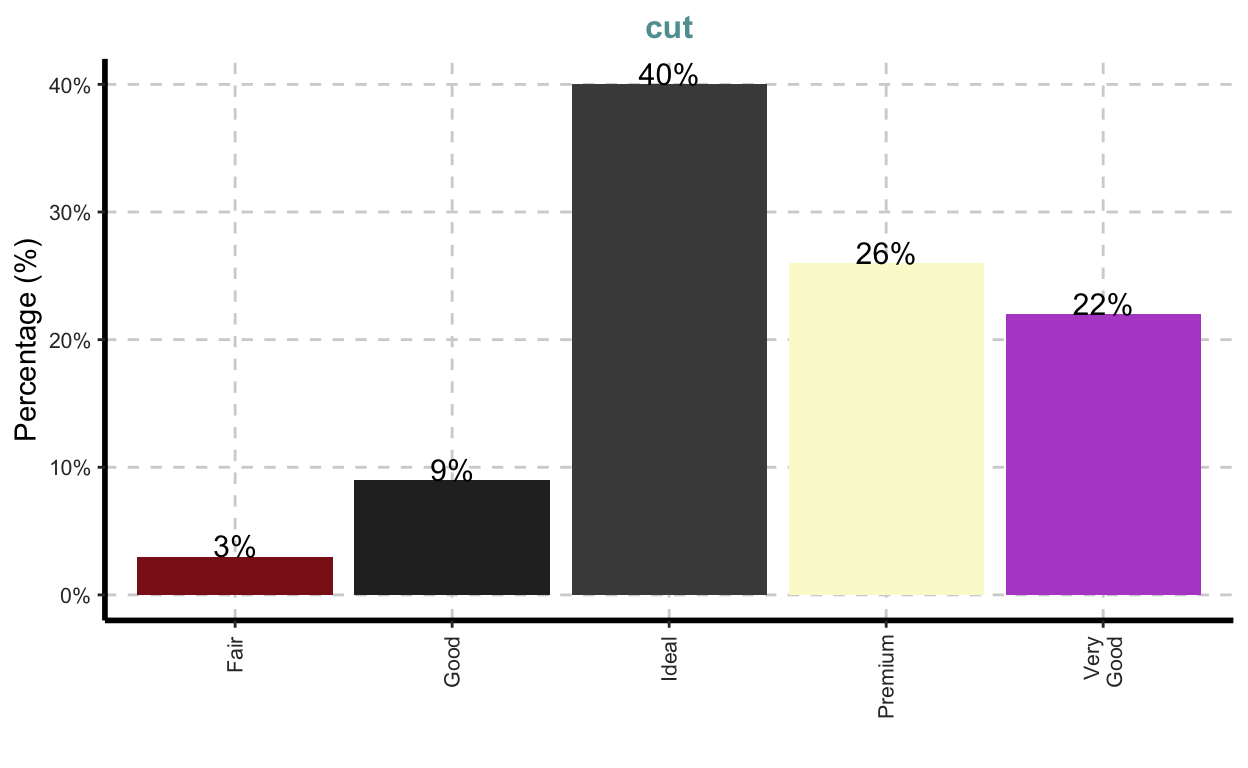 cut
Percentage (%)
40%
30%
20%
10%
0%
3%
9%
40%
26%
22%
Fair
Good
Ideal
Premium
Very
Good